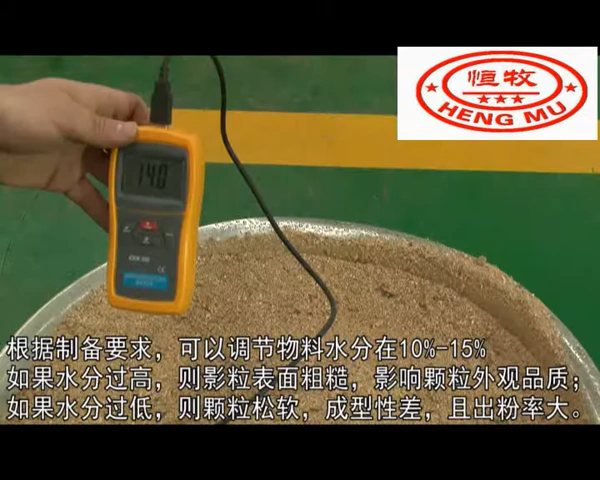 恒牧
HENG MU
14.0
根据制备要求，可以调节物料水分在10%-15%
如果水分过高，则影粒表面粗糙，影响颗粒外观品质；
如果水分过低，则颗粒松软，成型性差，且出粉率大。